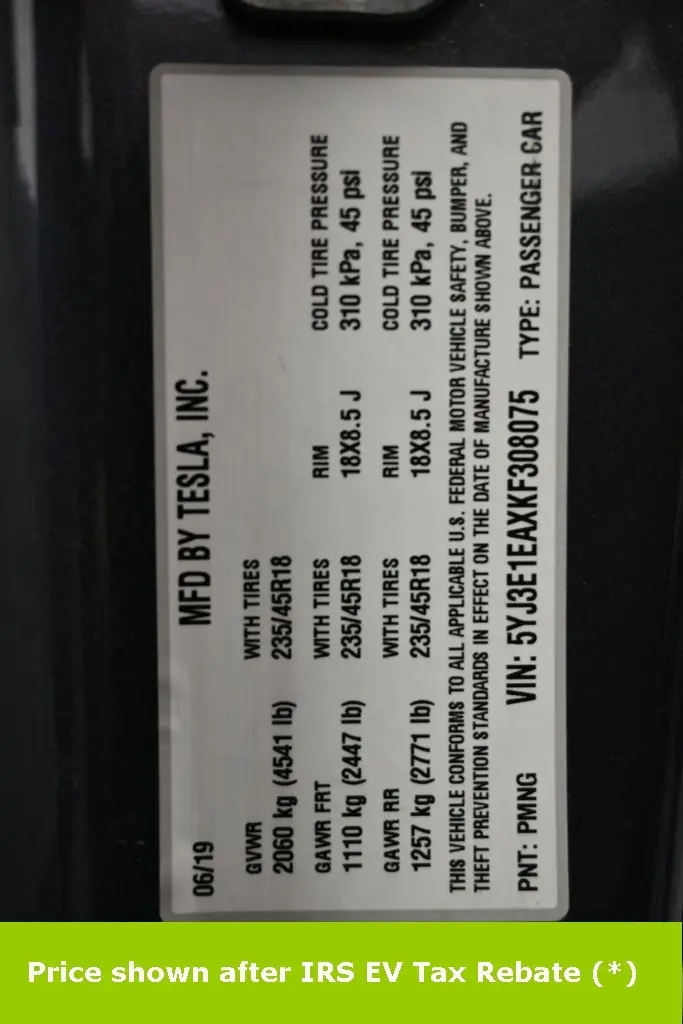 06/19 MFD BY TESLA, INC.
GVWR WITH TIRES
2060 kg (4541 lb) 235/45R18
GAWR FRT WITH TIRES RIM COLD TIRE PRESSURE
1110 kg (2447 lb) 235/45R18 18X8.5 J 310 kPa, 45 psi
GAWR RR WITH TIRES RIM COLD TIRE PRESSURE
1257 kg (2771 lb) 235/45R18 18X8.5 J 310 kPa, 45 psi
THIS VEHICLE CONFORMS TO ALL APPLICABLE U.S. FEDERAL MOTOR VEHICLE SAFETY, BUMPER, AND
THEFT PREVENTION STANDARDS IN EFFECT ON THE DATE OF MANUFACTURE SHOWN ABOVE.
PNT: PMNG VIN: 5YJ3E1EAXKF308075 TYPE: PASSENGER CAR
Price shown after IRS EV Tax Rebate (*)